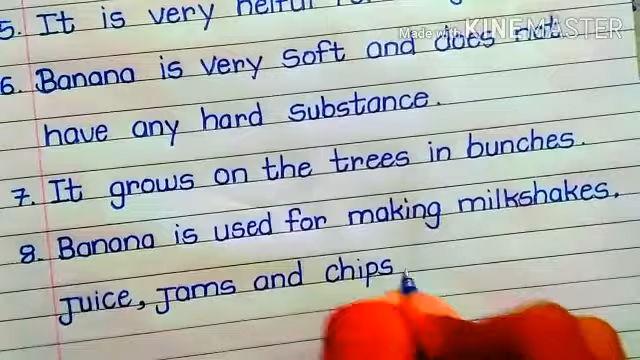 5. It is very
Made with KINEMASTER
6. Banana is very soft and does not
have any hard substance.
7. It grows on the trees in bunches.
8. Banana is used for making milkshakes.
Juice, Jams and chips